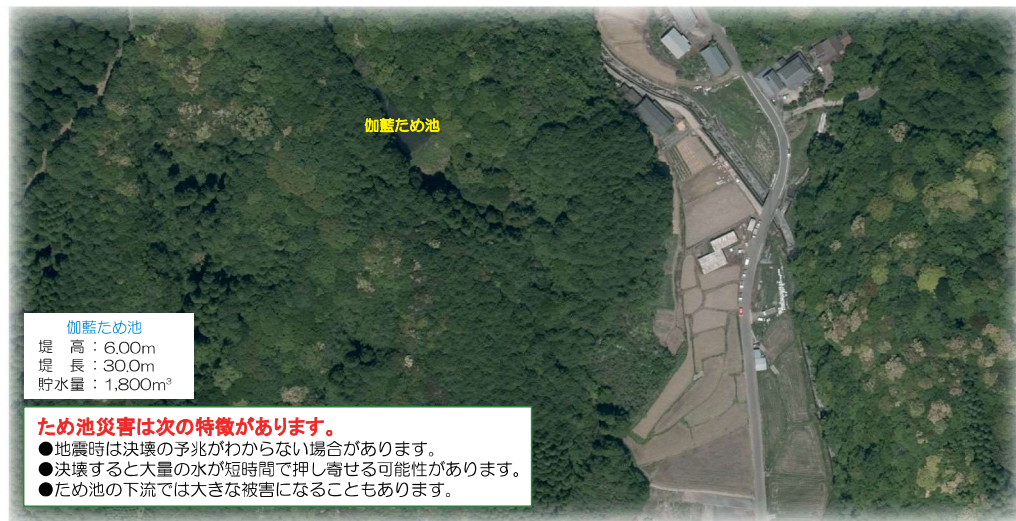 伽藍ため池
伽藍ため池
堤　高：6.00m
堤　長：30.0m
貯水量：1,800m³
ため池災害は次の特徴があります。
●地震時は決壊の予兆がわからない場合があります。
●決壊すると大量の水が短時間で押し寄せる可能性があります。
●ため池の下流では大きな被害になることもあります。